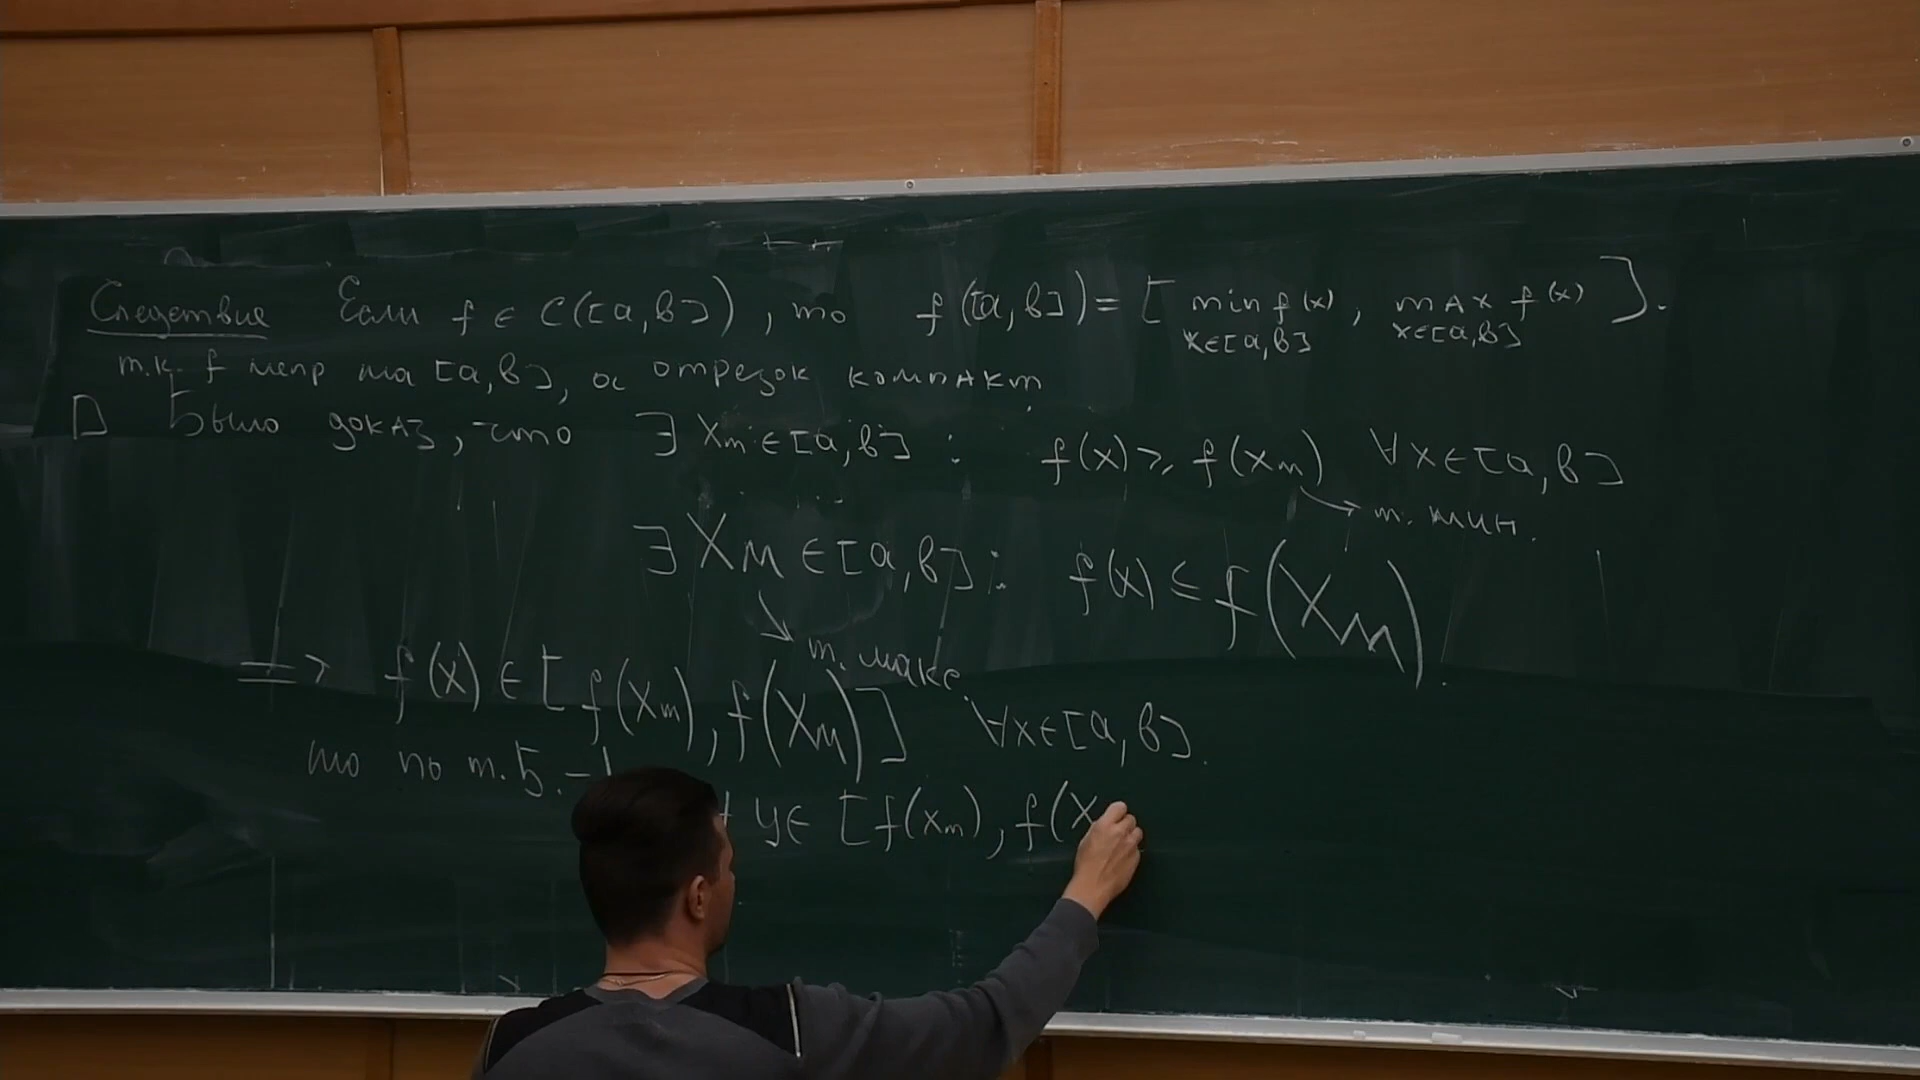 Следствие Если f ∈ C([a,b]), то f([a,b]) = [ min f(x) x∈[a,b] , max f(x) x∈[a,b] ].
т.к. f непр на [a,b], а отрезок компакт
Было доказ, что ∃ x_m ∈ [a,b] : f(x) ⩾ f(x_m) ∀x∈[a,b]
→ т. мин.
∃ X_M ∈ [a,b] : f(x) ≤ f(X_M).
↘ т. макс.
=> f(x) ∈ [f(x_m), f(X_M)] ∀x∈[a,b].
то по т. Б.-
y ∈ [f(x_m), f(X